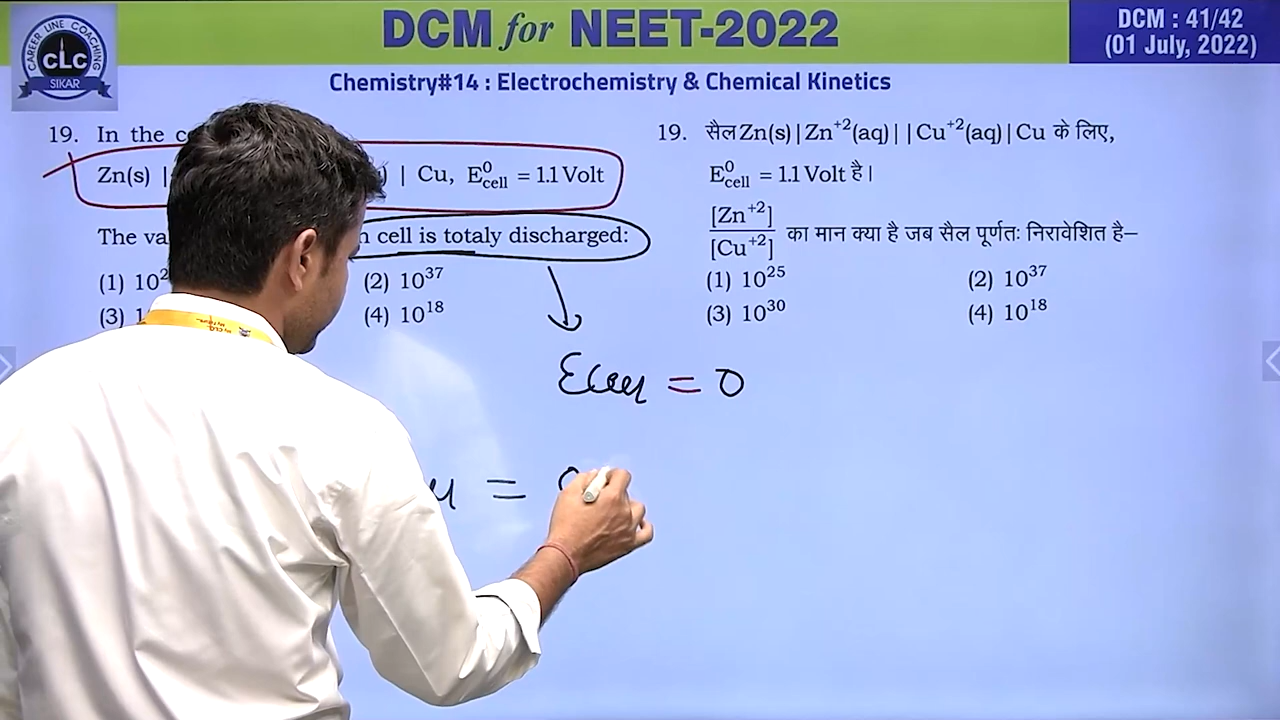 DCM for NEET-2022
DCM : 41/42
(01 July, 2022)
CAREER LINE COACHING
CLC
SIKAR
Chemistry#14 : Electrochemistry & Chemical Kinetics
19. In the
Zn(s) | | Cu, E⁰cell = 1.1 Volt
The cell is totaly discharged:
(1) (2) 10³⁷
(3) (4) 10¹⁸
Ecell = 0
=
19. सैल Zn(s)|Zn⁺²(aq)||Cu⁺²(aq)|Cu के लिए,
E⁰cell = 1.1 Volt है।
[Zn⁺²]
[Cu⁺²] का मान क्या है जब सैल पूर्णतः निरावेशित है–
(1) 10²⁵ (2) 10³⁷
(3) 10³⁰ (4) 10¹⁸